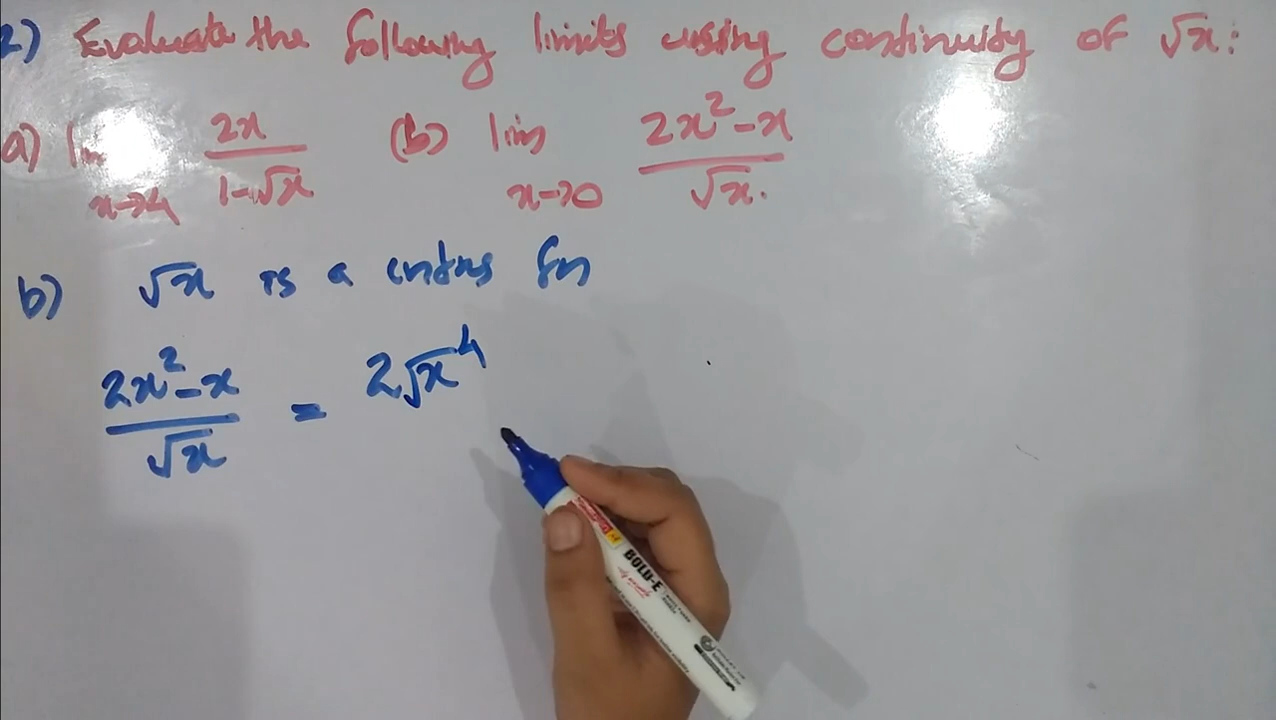 2) Evaluate the following limits using continuity of √x:
a) lim x→4 2x/(1-√x) (b) lim x→0 (2x²-x)/√x.
b) √x is a cntns fn
(2x²-x)/√x = 2√x⁴
BOLD-E